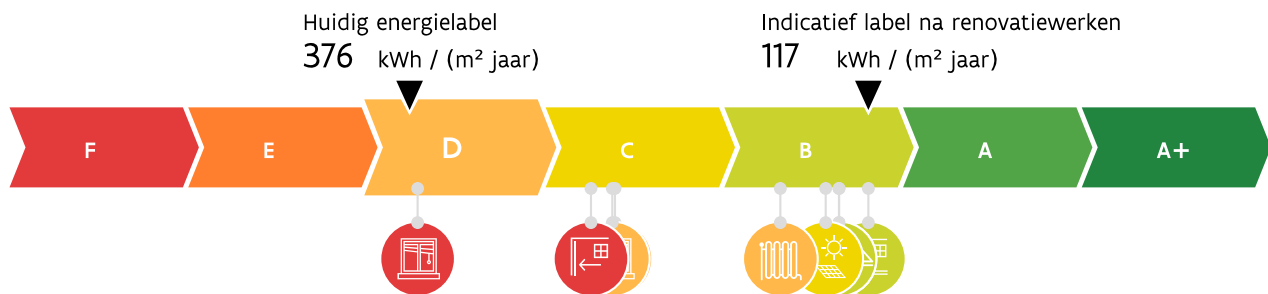 Huidig energielabel
376 kWh / (m² jaar)
Indicatief label na renovatiewerken
117 kWh / (m² jaar)
F E D C B A A+